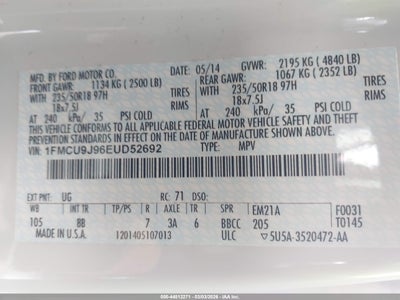 MFD. BY FORD MOTOR CO. 05/14 GVWR: 2195 KG ( 4840 LB)
FRONT GAWR: 1134 KG ( 2500 LB) REAR GAWR: 1067 KG ( 2352 LB)
WITH 235/50R18 97H TIRES WITH 235/50R18 97H TIRES
18x7.5J RIMS 18x7.5J RIMS
AT 240 kPa/ 35 PSI COLD AT 240 kPa/ 35 PSI COLD
THIS VEHICLE CONFORMS TO ALL APPLICABLE FEDERAL MOTOR VEHICLE SAFETY, BUMPER, AND THEFT
PREVENTION STANDARDS IN EFFECT ON THE DATE OF MANUFACTURE SHOWN ABOVE.
VIN: 1FMCU9J96EUD52692 TYPE: MPV
EXT PNT: UG RC: 71 DSO:
WB INT TR TP/PS R AXLE TR SPR EM21A F0031
105 8B 7 3A 6 BBCC 205 T0145
MADE IN U.S.A. 1201405107013 ULC 5U5A-3520472-AA
550-44813271 - 03/03/2026 - IAAI